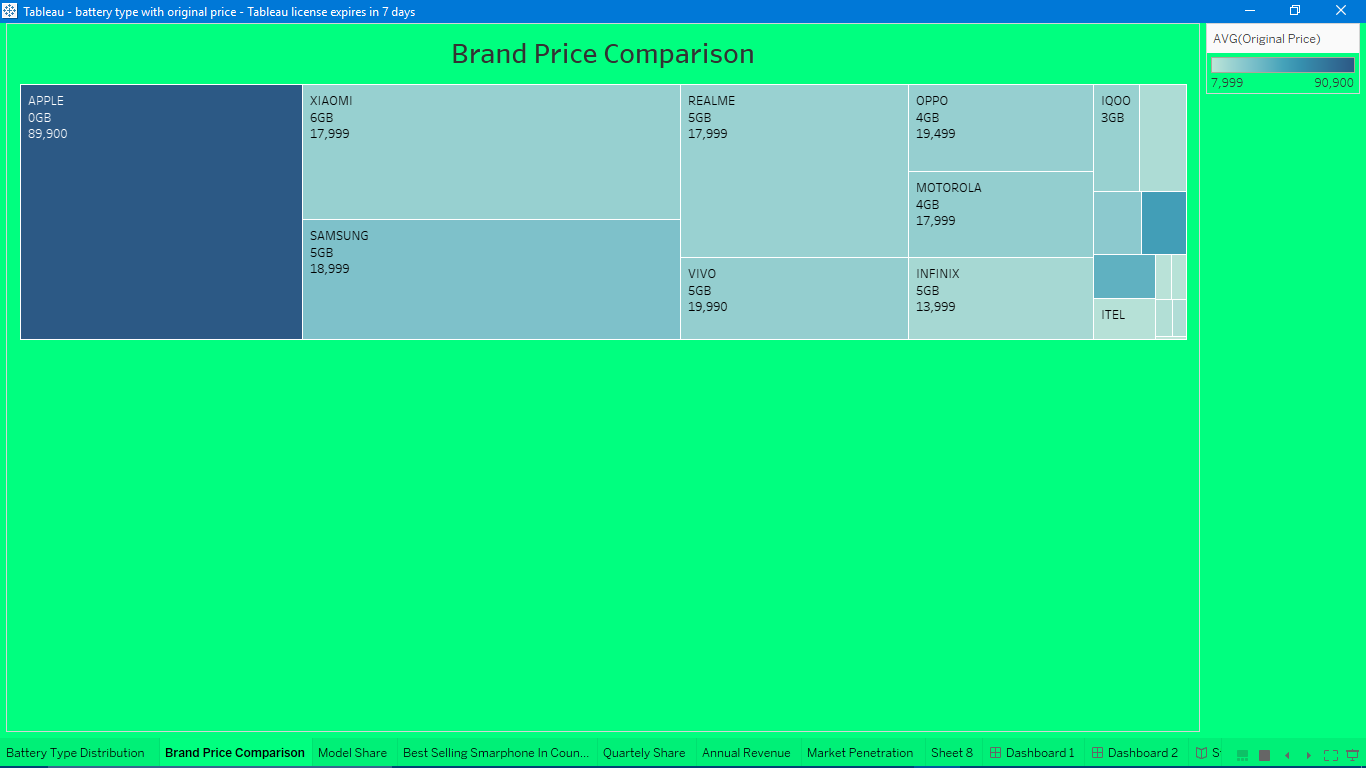 Tableau - battery type with original price - Tableau license expires in 7 days
Brand Price Comparison
APPLE
0GB
89,900
XIAOMI
6GB
17,999
SAMSUNG
5GB
18,999
REALME
5GB
17,999
VIVO
5GB
19,990
OPPO
4GB
19,499
MOTOROLA
4GB
17,999
INFINIX
5GB
13,999
IQOO
3GB
ITEL
AVG(Original Price)
7,999 90,900
Battery Type Distribution Brand Price Comparison Model Share Best Selling Smarphone In Coun... Quartely Share Annual Revenue Market Penetration Sheet 8 Dashboard 1 Dashboard 2